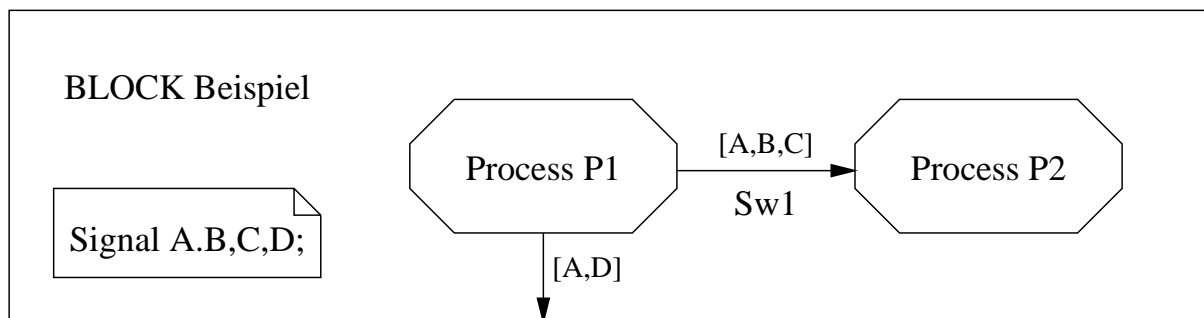 BLOCK Beispiel
Process P1
[A,B,C]
Sw1
Process P2
Signal A.B,C,D;
[A,D]